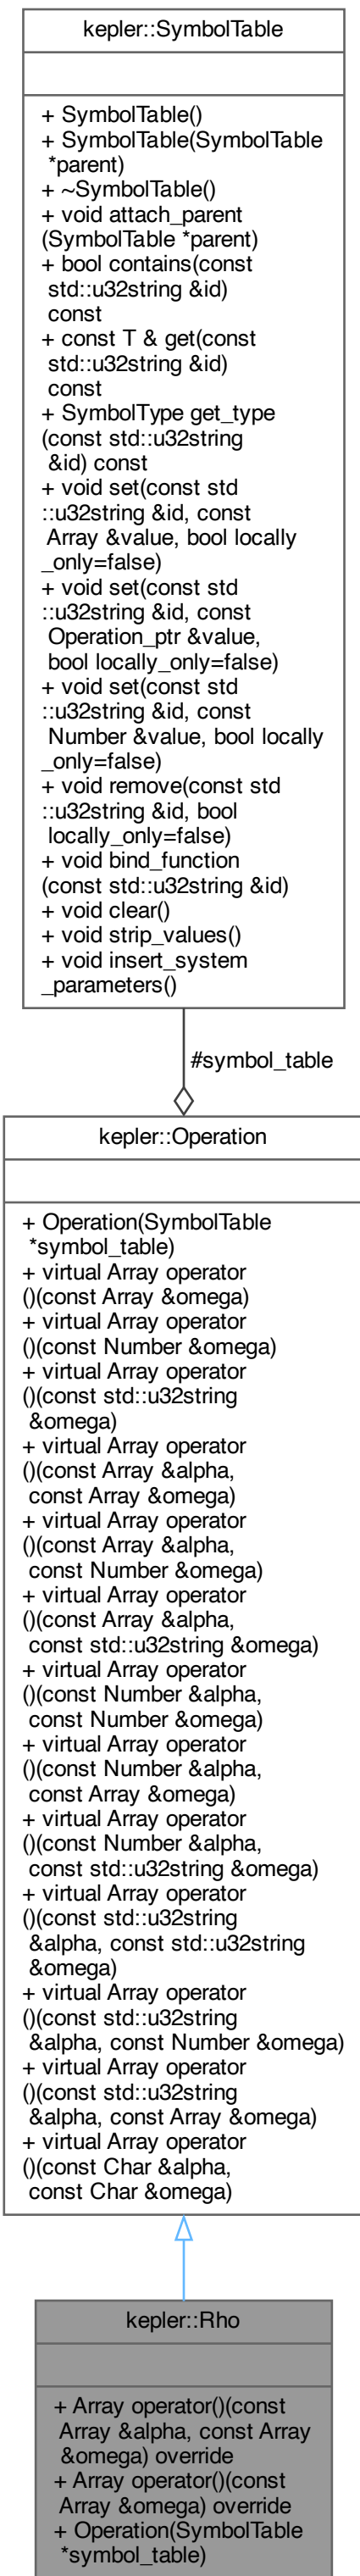 kepler::SymbolTable
+ SymbolTable()
+ SymbolTable(SymbolTable
*parent)
+ ~SymbolTable()
+ void attach_parent
(SymbolTable *parent)
+ bool contains(const
std::u32string &id)
const
+ const T & get(const
std::u32string &id)
const
+ SymbolType get_type
(const std::u32string
&id) const
+ void set(const std
::u32string &id, const
Array &value, bool locally
_only=false)
+ void set(const std
::u32string &id, const
Operation_ptr &value,
bool locally_only=false)
+ void set(const std
::u32string &id, const
Number &value, bool locally
_only=false)
+ void remove(const std
::u32string &id, bool
locally_only=false)
+ void bind_function
(const std::u32string &id)
+ void clear()
+ void strip_values()
+ void insert_system
_parameters()
#symbol_table
kepler::Operation
+ Operation(SymbolTable
*symbol_table)
+ virtual Array operator
()(const Array &omega)
+ virtual Array operator
()(const Number &omega)
+ virtual Array operator
()(const std::u32string
&omega)
+ virtual Array operator
()(const Array &alpha,
const Array &omega)
+ virtual Array operator
()(const Array &alpha,
const Number &omega)
+ virtual Array operator
()(const Array &alpha,
const std::u32string &omega)
+ virtual Array operator
()(const Number &alpha,
const Number &omega)
+ virtual Array operator
()(const Number &alpha,
const Array &omega)
+ virtual Array operator
()(const Number &alpha,
const std::u32string &omega)
+ virtual Array operator
()(const std::u32string
&alpha, const std::u32string
&omega)
+ virtual Array operator
()(const std::u32string
&alpha, const Number &omega)
+ virtual Array operator
()(const std::u32string
&alpha, const Array &omega)
+ virtual Array operator
()(const Char &alpha,
const Char &omega)
kepler::Rho
+ Array operator()(const
Array &alpha, const Array
&omega) override
+ Array operator()(const
Array &omega) override
+ Operation(SymbolTable
*symbol_table)